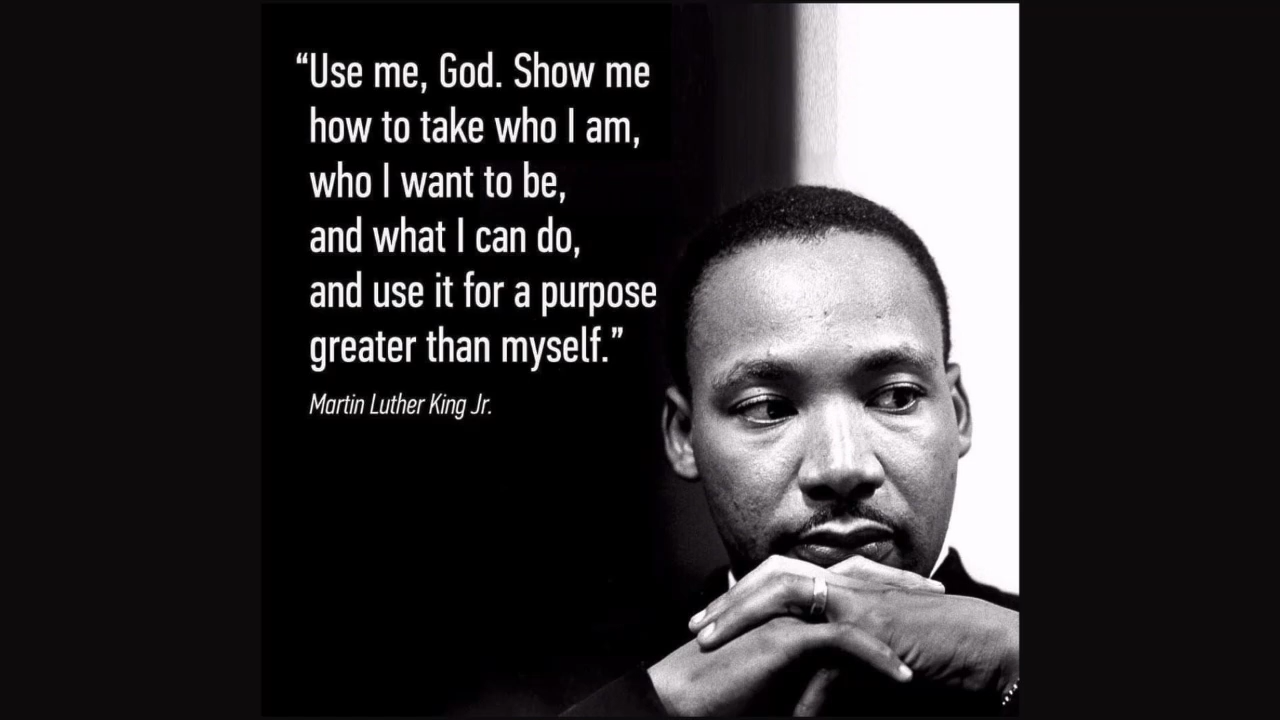 “Use me, God. Show me
how to take who I am,
who I want to be,
and what I can do,
and use it for a purpose
greater than myself.”
Martin Luther King Jr.